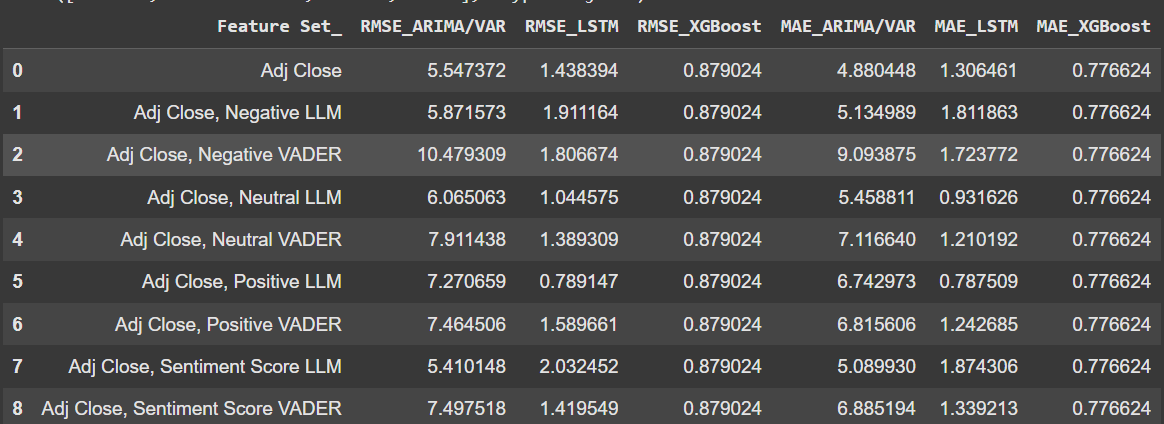 Feature Set_ RMSE_ARIMA/VAR RMSE_LSTM RMSE_XGBoost MAE_ARIMA/VAR MAE_LSTM MAE_XGBoost
0 Adj Close 5.547372 1.438394 0.879024 4.880448 1.306461 0.776624
1 Adj Close, Negative LLM 5.871573 1.911164 0.879024 5.134989 1.811863 0.776624
2 Adj Close, Negative VADER 10.479309 1.806674 0.879024 9.093875 1.723772 0.776624
3 Adj Close, Neutral LLM 6.065063 1.044575 0.879024 5.458811 0.931626 0.776624
4 Adj Close, Neutral VADER 7.911438 1.389309 0.879024 7.116640 1.210192 0.776624
5 Adj Close, Positive LLM 7.270659 0.789147 0.879024 6.742973 0.787509 0.776624
6 Adj Close, Positive VADER 7.464506 1.589661 0.879024 6.815606 1.242685 0.776624
7 Adj Close, Sentiment Score LLM 5.410148 2.032452 0.879024 5.089930 1.874306 0.776624
8 Adj Close, Sentiment Score VADER 7.497518 1.419549 0.879024 6.885194 1.339213 0.776624